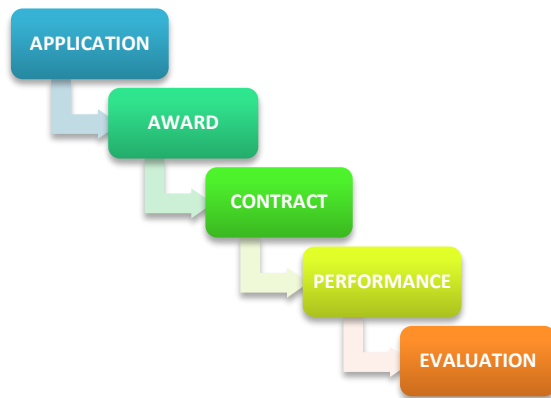 APPLICATION
AWARD
CONTRACT
PERFORMANCE
EVALUATION